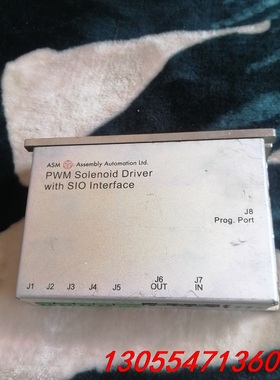 ASM Assembly Automation Ltd.
PWM Solenoid Driver
with SIO Interface
J8
Prog. Port
J1 J2 J3 J4 J5 J6 J7
OUT IN
13055471360